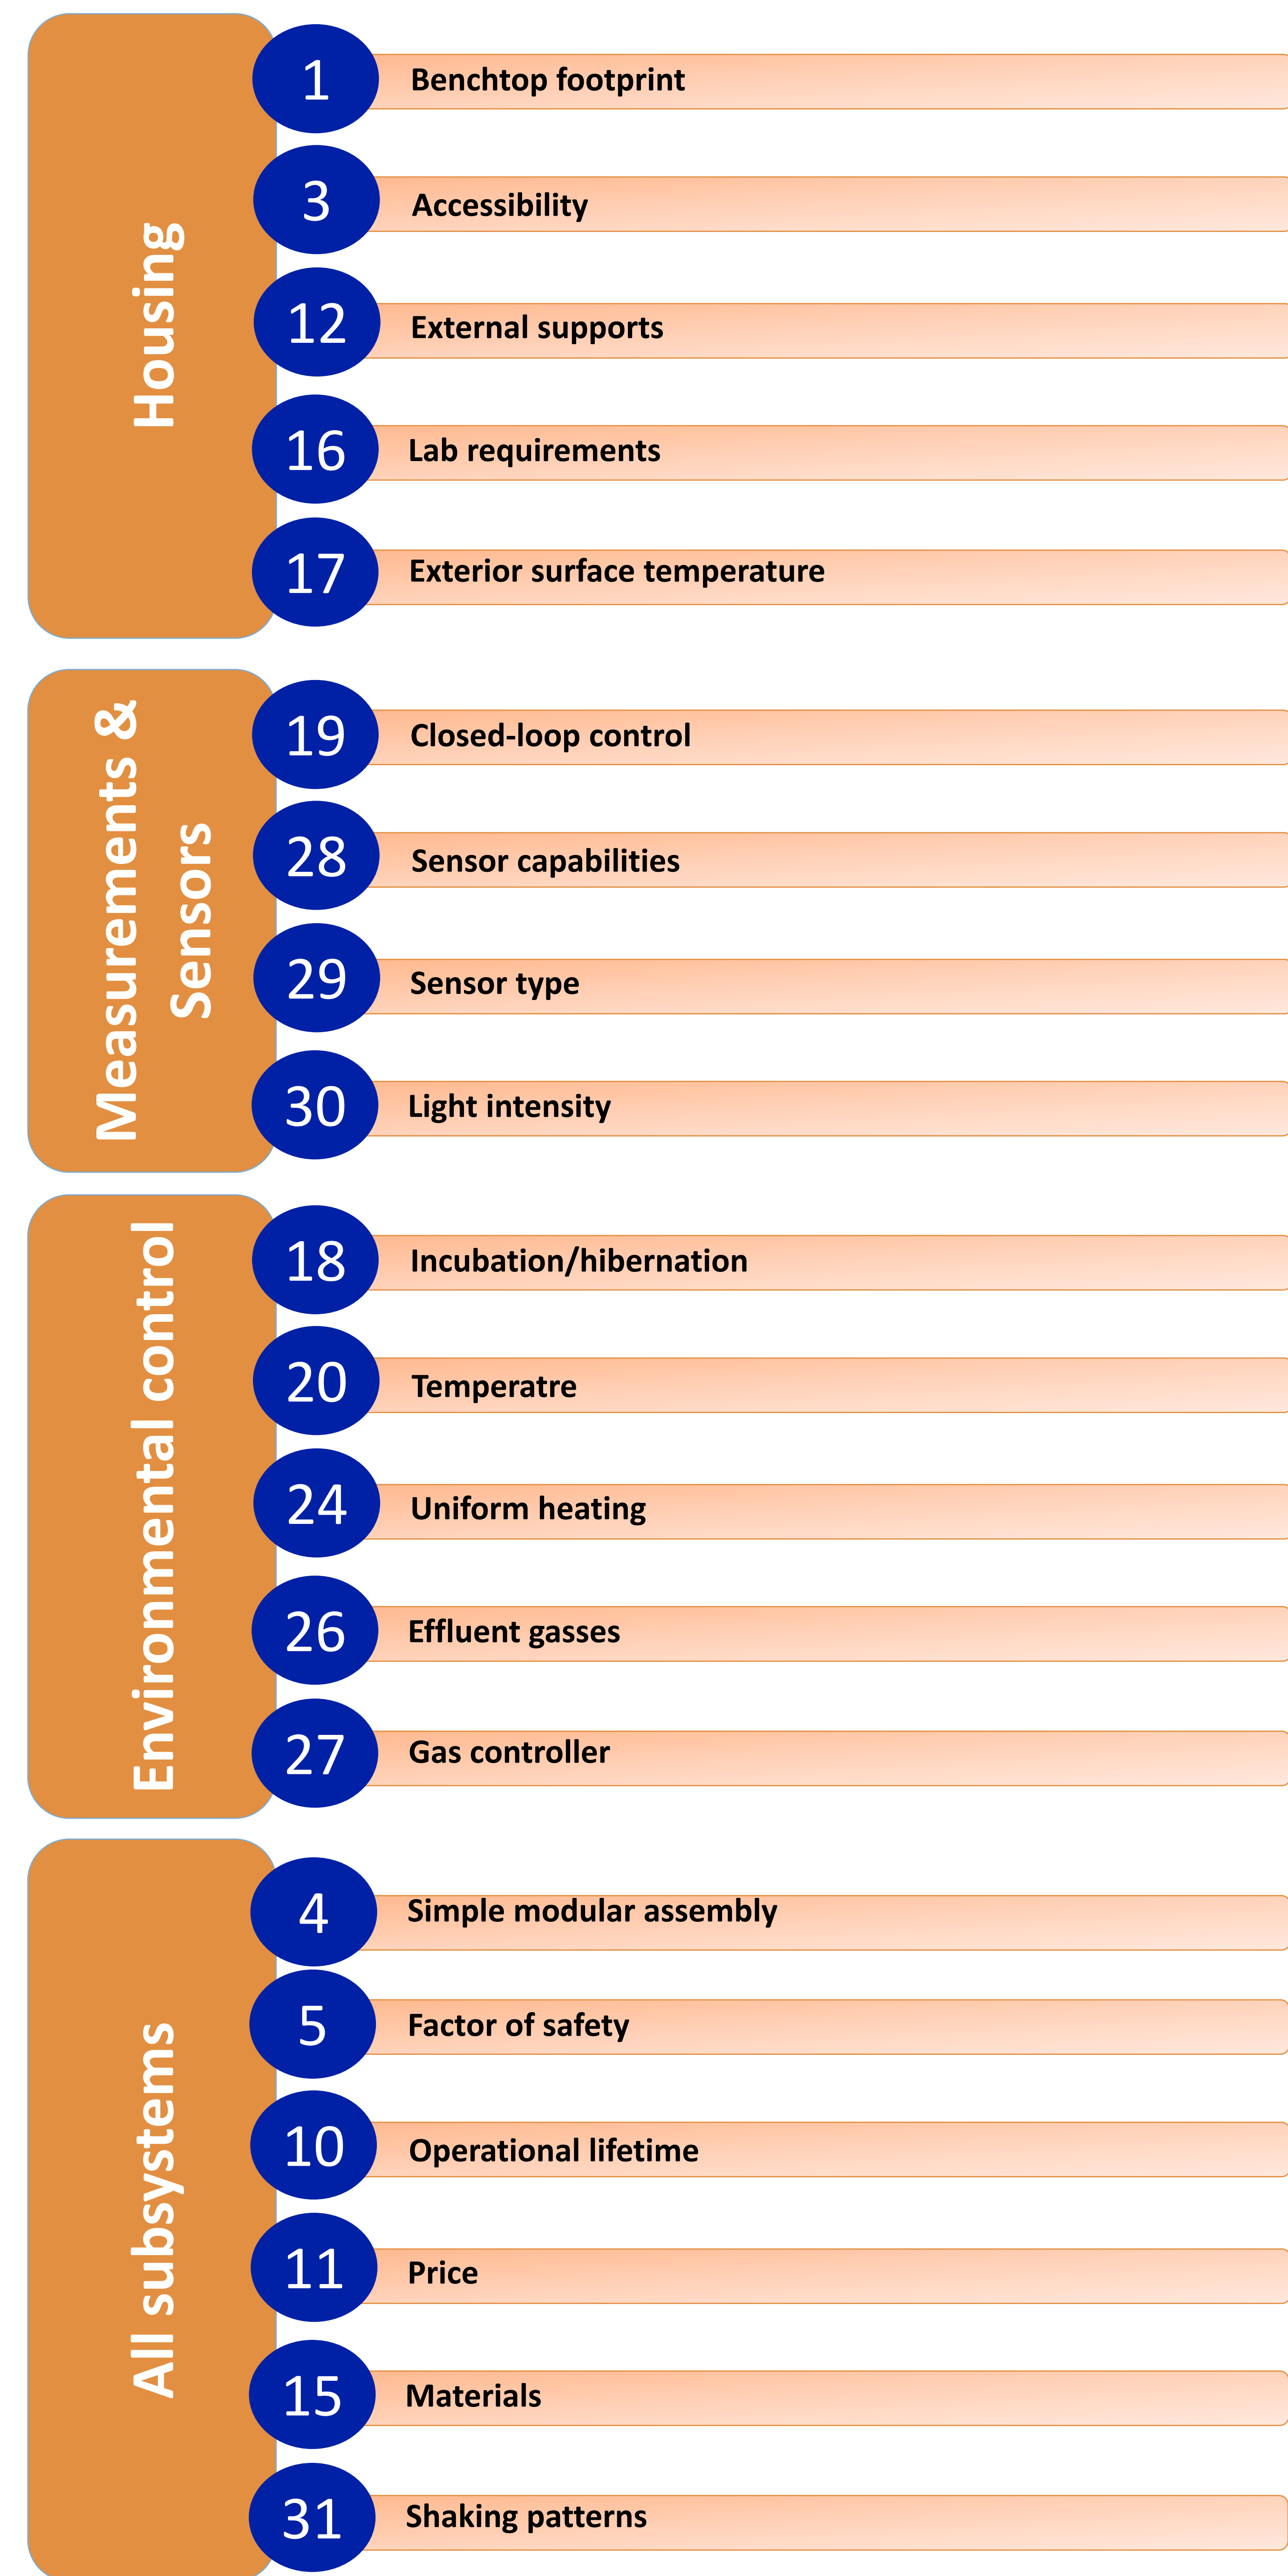 Housing
1 Benchtop footprint
3 Accessibility
12 External supports
16 Lab requirements
17 Exterior surface temperature
Measurements &
Sensors
19 Closed-loop control
28 Sensor capabilities
29 Sensor type
30 Light intensity
Environmental control
18 Incubation/hibernation
20 Temperatre
24 Uniform heating
26 Effluent gasses
27 Gas controller
All subsystems
4 Simple modular assembly
5 Factor of safety
10 Operational lifetime
11 Price
15 Materials
31 Shaking patterns